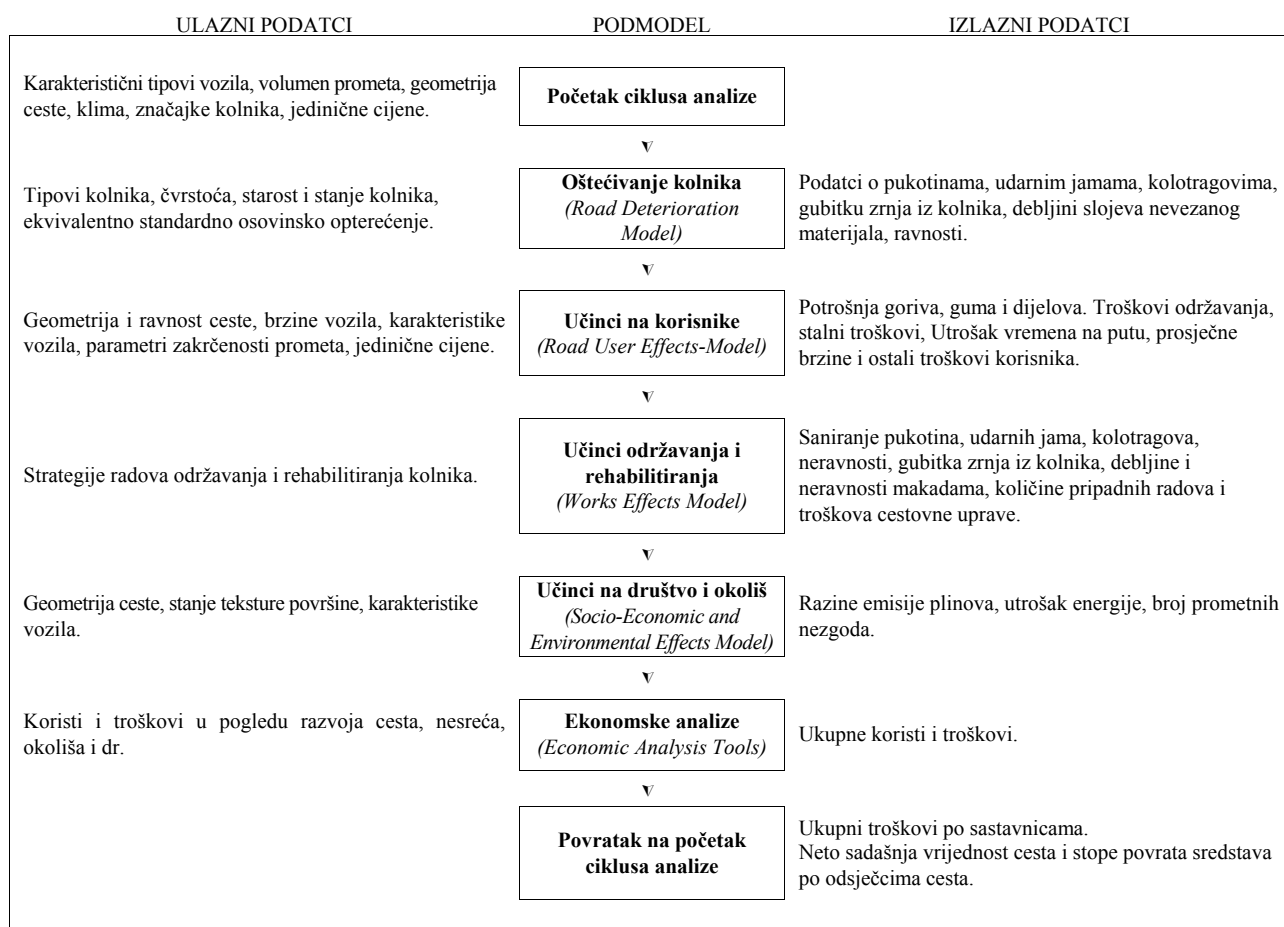 ULAZNI PODATCI
PODMODEL
IZLAZNI PODATCI
Karakteristični tipovi vozila, volumen prometa, geometrija
ceste, klima, značajke kolnika, jedinične cijene.
Početak ciklusa analize
Tipovi kolnika, čvrstoća, starost i stanje kolnika,
ekvivalentno standardno osovinsko opterećenje.
Oštećivanje kolnika
(Road Deterioration
Model)
Podatci o pukotinama, udarnim jamama, kolotragovima,
gubitku zrnja iz kolnika, debljini slojeva nevezanog
materijala, ravnosti.
Geometrija i ravnost ceste, brzine vozila, karakteristike
vozila, parametri zakrčenosti prometa, jedinične cijene.
Učinci na korisnike
(Road User Effects-Model)
Potrošnja goriva, guma i dijelova. Troškovi održavanja,
stalni troškovi, Utrošak vremena na putu, prosječne
brzine i ostali troškovi korisnika.
Strategije radova održavanja i rehabilitiranja kolnika.
Učinci održavanja i
rehabilitiranja
(Works Effects Model)
Saniranje pukotina, udarnih jama, kolotragova,
neravnosti, gubitka zrnja iz kolnika, debljine i
neravnosti makadama, količine pripadnih radova i
troškova cestovne uprave.
Geometrija ceste, stanje teksture površine, karakteristike
vozila.
Učinci na društvo i okoliš
(Socio-Economic and
Environmental Effects Model)
Razine emisije plinova, utrošak energije, broj prometnih
nezgoda.
Koristi i troškovi u pogledu razvoja cesta, nesreća,
okoliša i dr.
Ekonomske analize
(Economic Analysis Tools)
Ukupne koristi i troškovi.
Povratak na početak
ciklusa analize
Ukupni troškovi po sastavnicama.
Neto sadašnja vrijednost cesta i stope povrata sredstava
po odsječcima cesta.